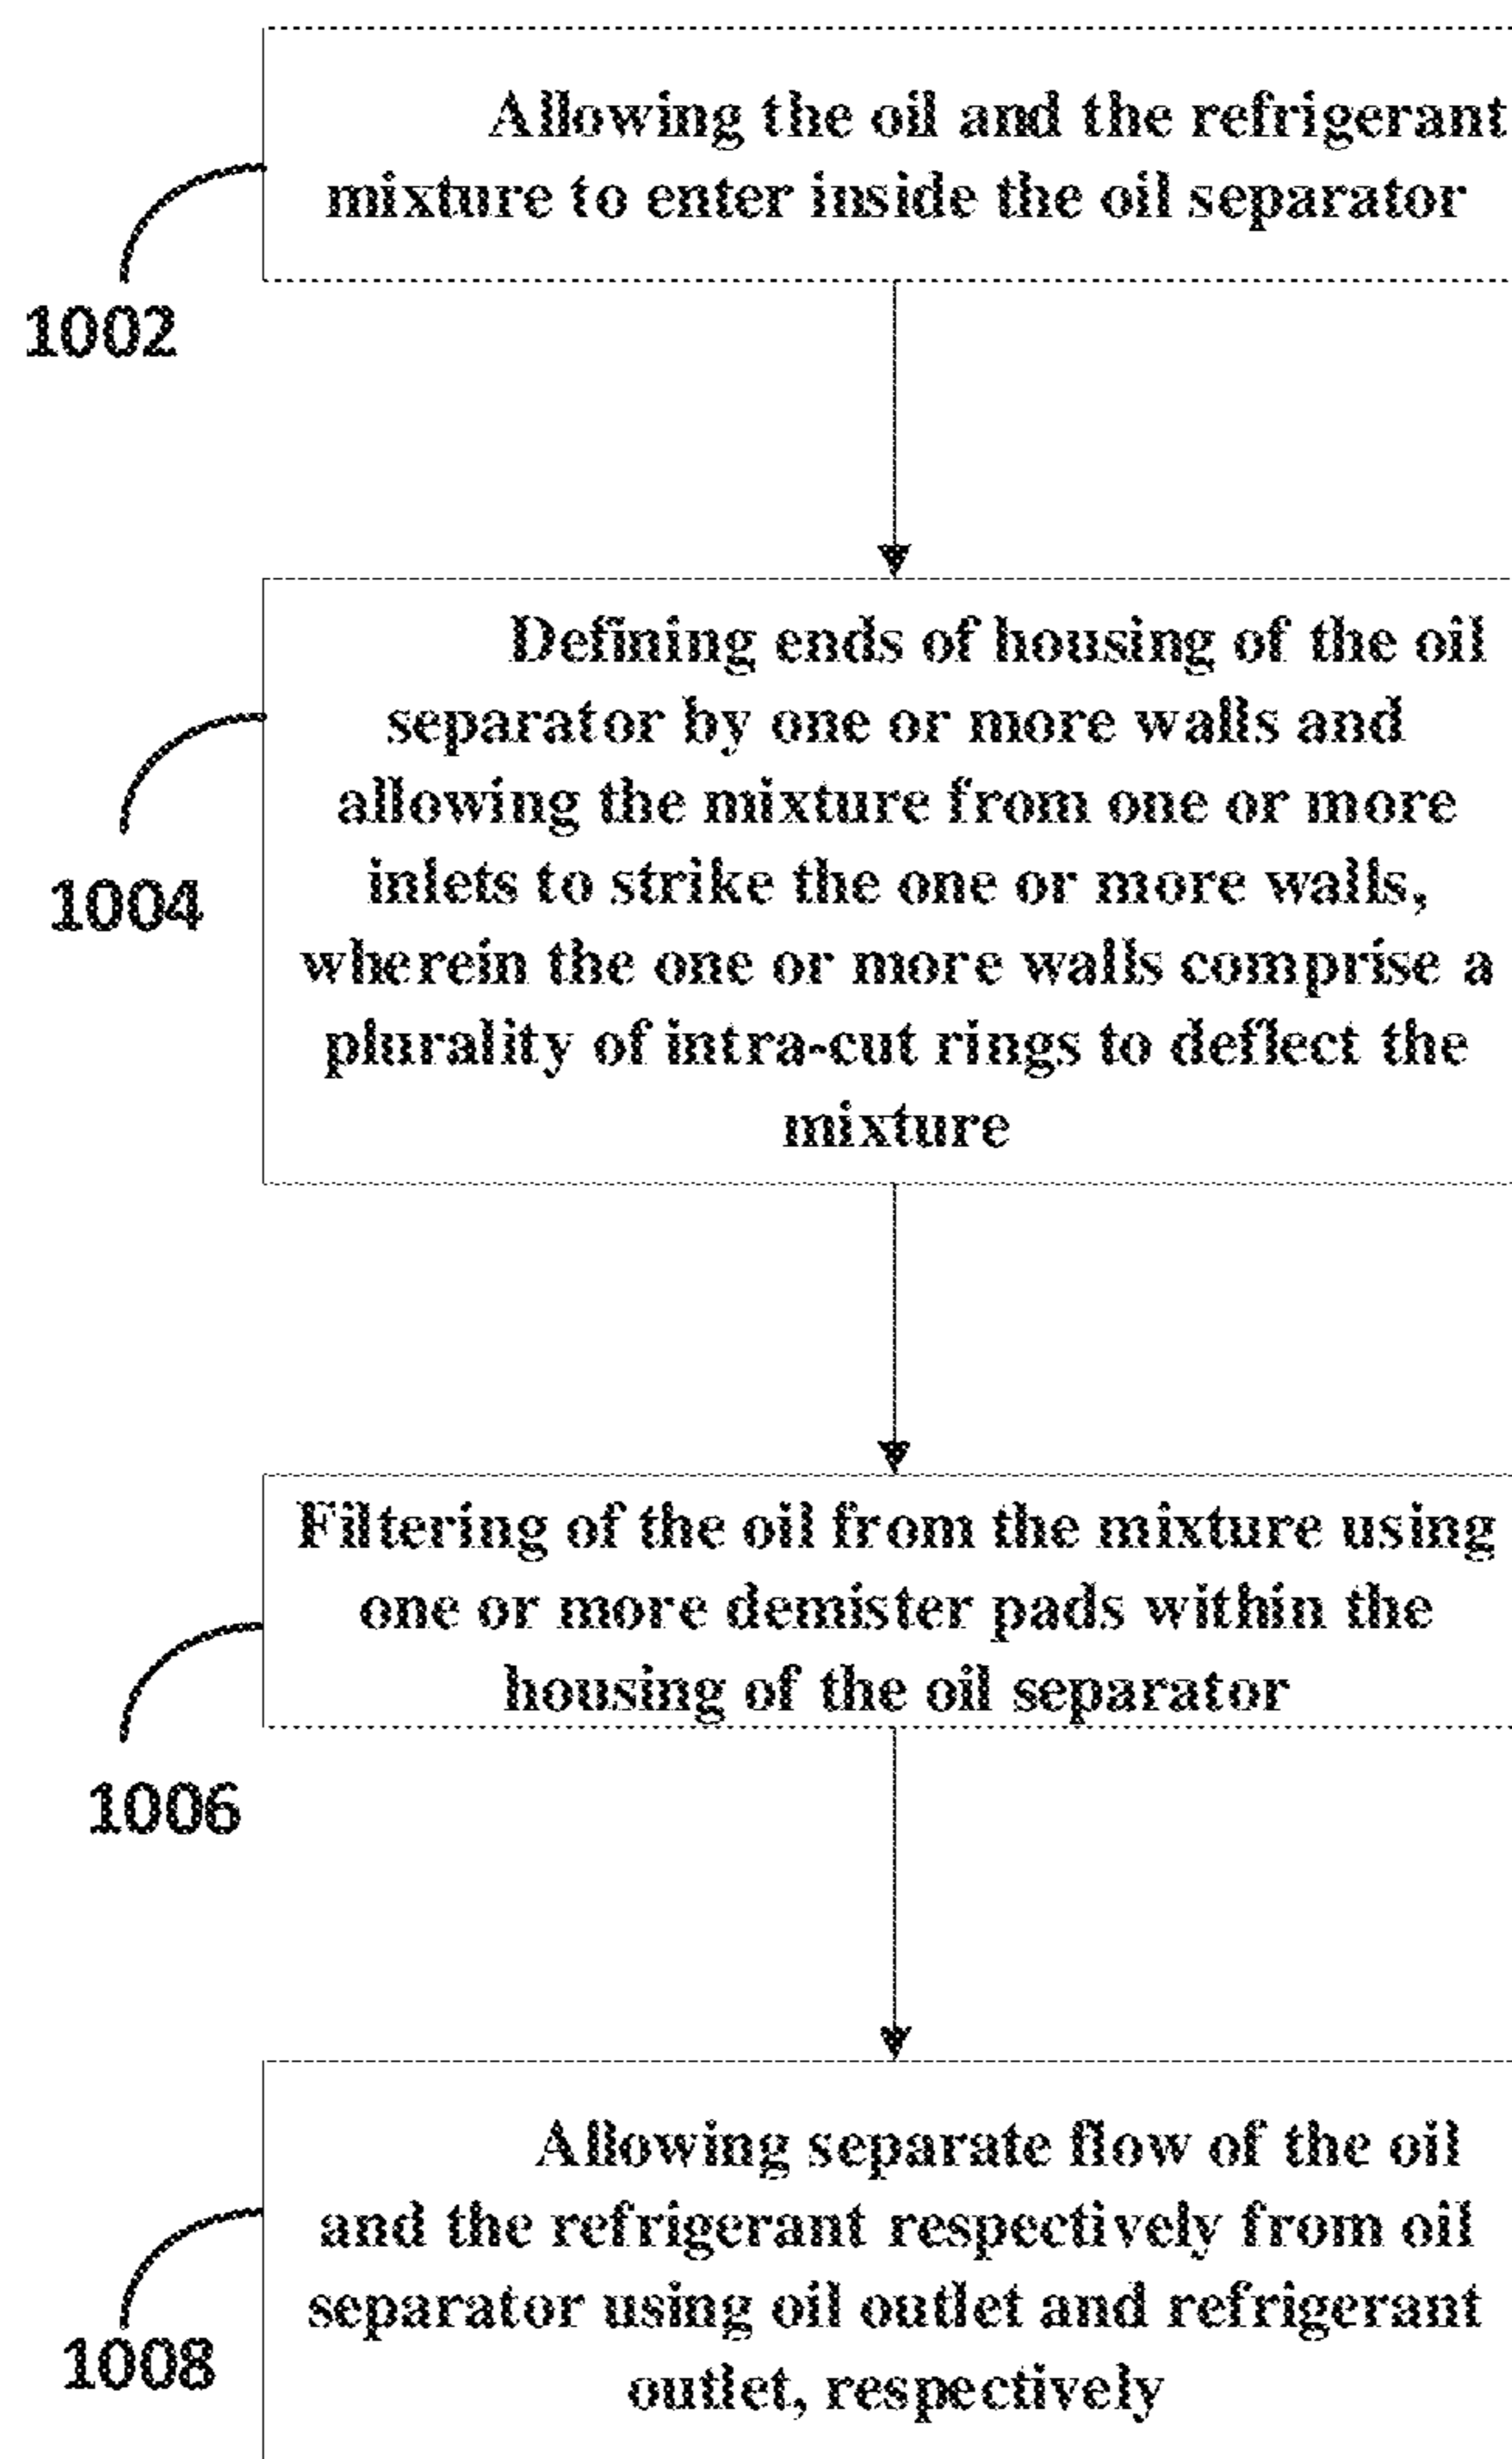 Allowing the oil and the refrigerant
mixture to enter inside the oil separator
1002
Defining ends of housing of the oil
separator by one or more walls and
allowing the mixture from one or more
inlets to strike the one or more walls,
wherein the one or more walls comprise a
plurality of intra-cut rings to deflect the
mixture
1004
Filtering of the oil from the mixture using
one or more demister pads within the
housing of the oil separator
1006
Allowing separate flow of the oil
and the refrigerant respectively from oil
separator using oil outlet and refrigerant
outlet, respectively
1008